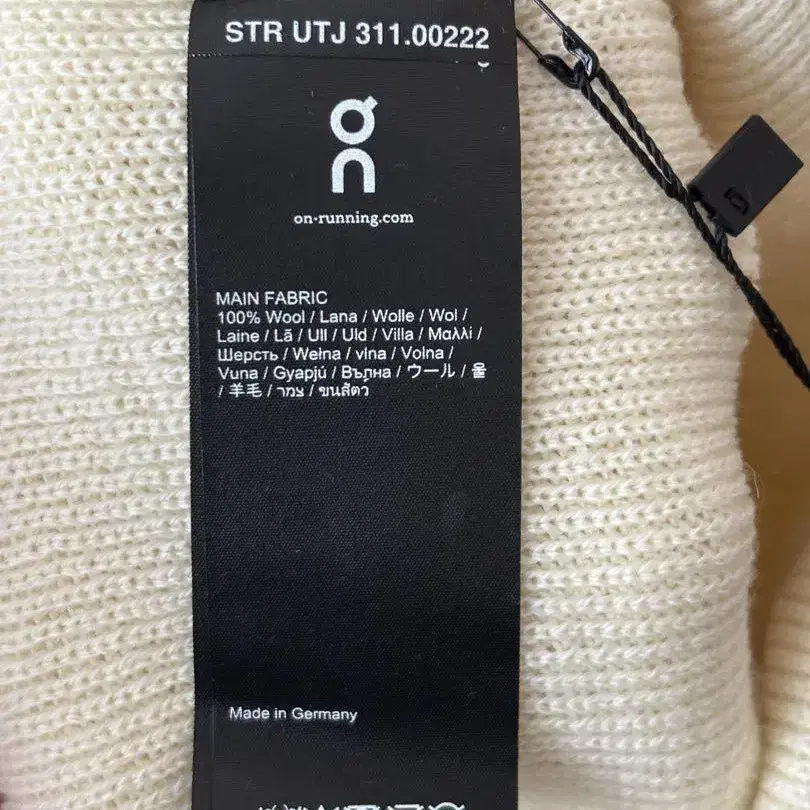 STR UTJ 311.00222
on
on-running.com
MAIN FABRIC
100% Wool / Lana / Wolle / Wol /
Laine / Lã / Ull / Uld / Villa / Μαλλί /
Шерсть / Wełna / vlna / Volna /
Vuna / Gyapjú / Вълна / ウール / 울
/ 羊毛 / צמר / ขนสัตว์
Made in Germany